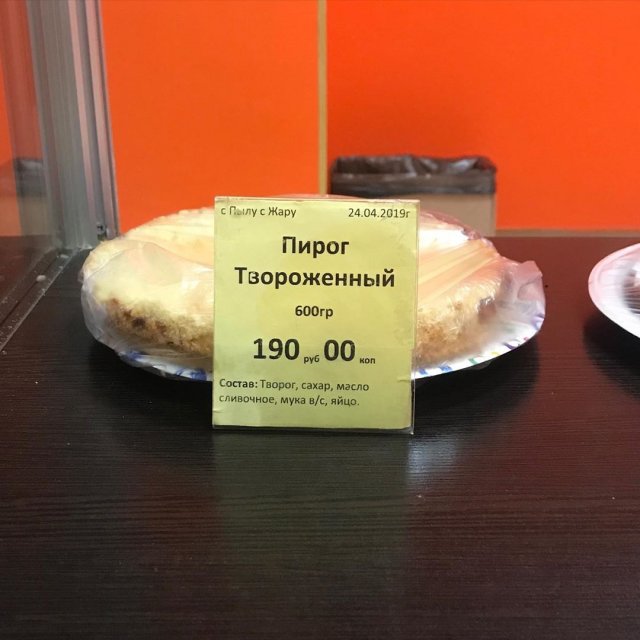 с Пылу с Жару 24.04.2019г
Пирог
Твороженный
600гр
190 руб 00 коп
Состав: Творог, сахар, масло
сливочное, мука в/с, яйцо.